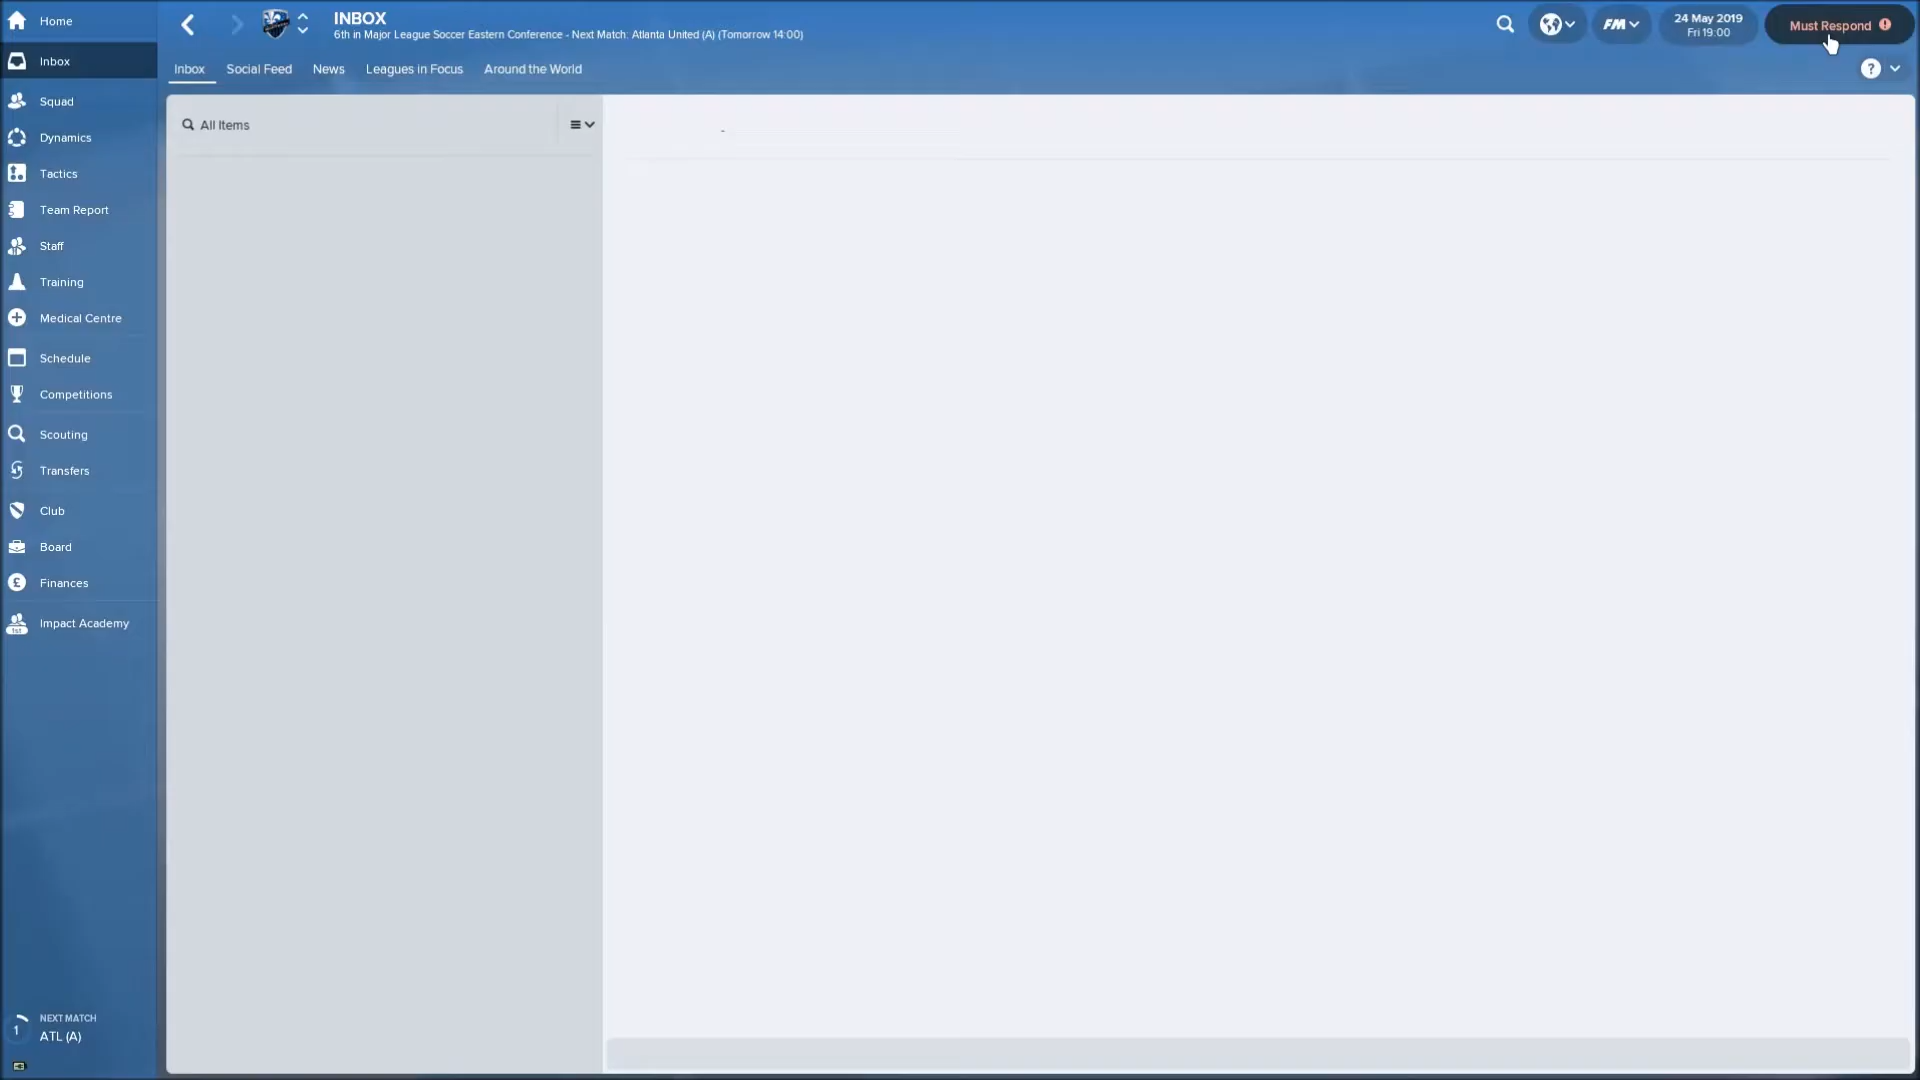 Home
INBOX
6th in Major League Soccer Eastern Conference - Next Match: Atlanta United (A) (Tomorrow 14:00)
FM
24 May 2019
Fri 19:00
Must Respond
Inbox
Inbox
Social Feed
News
Leagues in Focus
Around the World
?
Squad
Dynamics
Tactics
Team Report
Staff
Training
Medical Centre
Schedule
Competitions
Scouting
Transfers
Club
Board
£
Finances
1st
Impact Academy
All Items
-
1
NEXT MATCH
ATL (A)